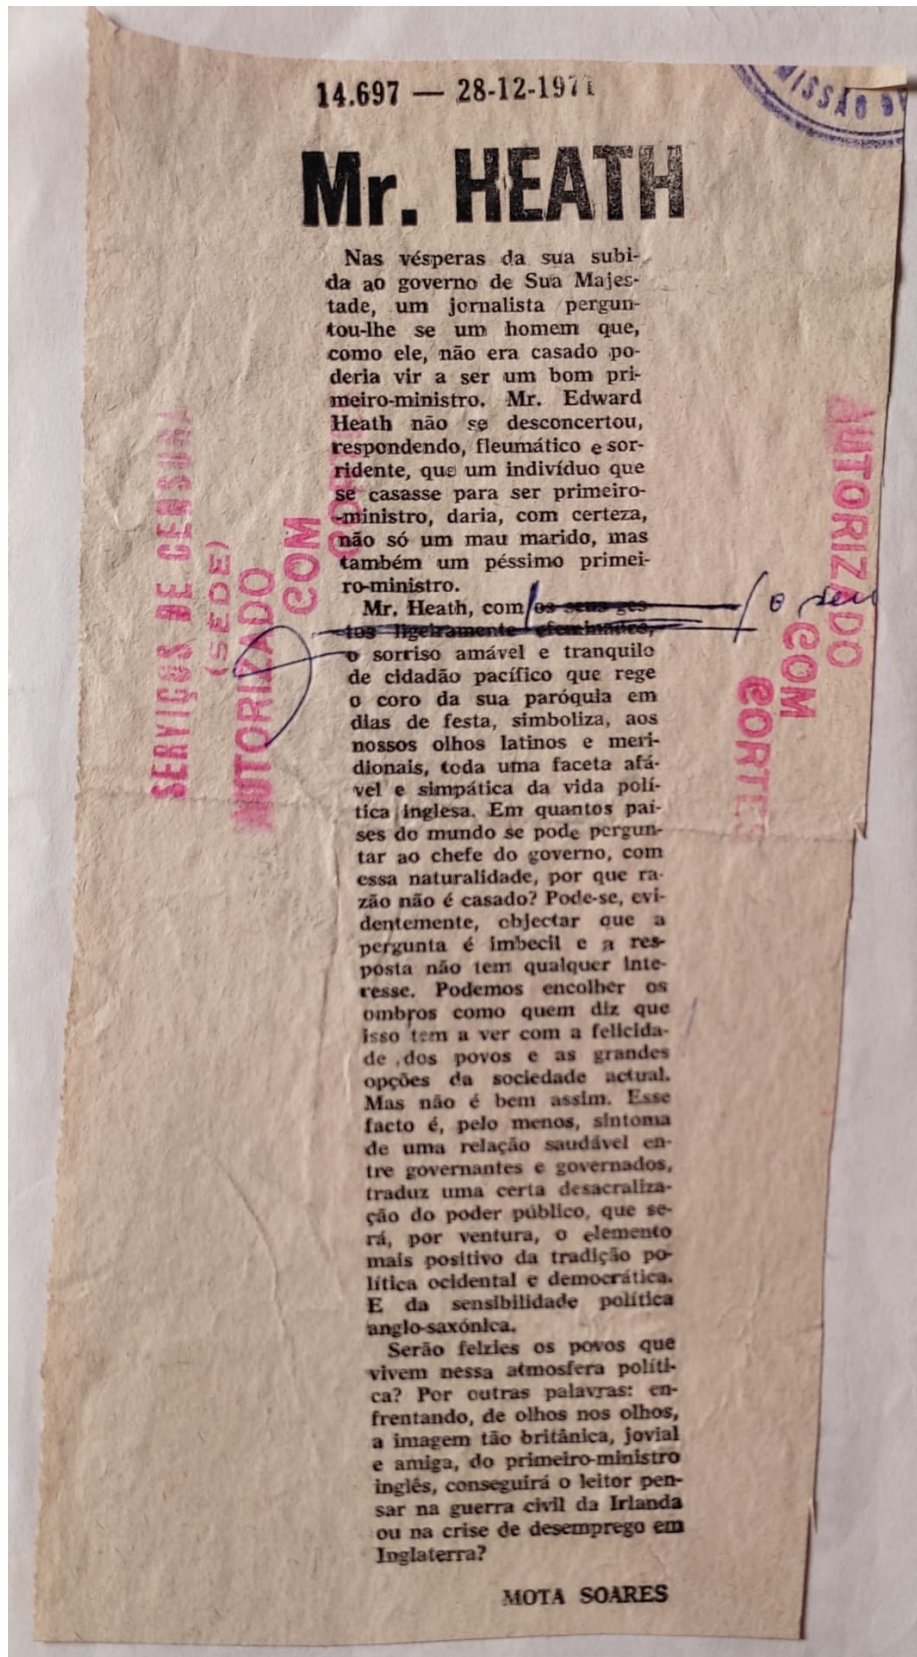 14.697 — 28-12-1971
MISSÃO
Mr. HEATH
Nas vésperas da sua subi-
da ao governo de Sua Majes-
tade, um jornalista pergun-
tou-lhe se um homem que,
como ele, não era casado po-
deria vir a ser um bom pri-
meiro-ministro. Mr. Edward
Heath não se desconcertou,
respondendo, fleumático e sor-
ridente, que um indivíduo que
se casasse para ser primeiro-
-ministro, daria, com certeza,
não só um mau marido, mas
também um péssimo primei-
ro-ministro.
Mr. Heath, com os seus ges-
tos ligeiramente efeminados,
o sorriso amável e tranquilo
de cidadão pacífico que rege
o coro da sua paróquia em
dias de festa, simboliza, aos
nossos olhos latinos e meri-
dionais, toda uma faceta afá-
vel e simpática da vida polí-
tica inglesa. Em quantos paí-
ses do mundo se pode pergun-
tar ao chefe do governo, com
essa naturalidade, por que ra-
zão não é casado? Pode-se, evi-
dentemente, objectar que a
pergunta é imbecil e a res-
posta não tem qualquer inte-
resse. Podemos encolher os
ombros como quem diz que
isso tem a ver com a felicida-
de dos povos e as grandes
opções da sociedade actual.
Mas não é bem assim. Esse
facto é, pelo menos, sintoma
de uma relação saudável en-
tre governantes e governados,
traduz uma certa desacraliza-
ção do poder público, que se-
rá, por ventura, o elemento
mais positivo da tradição po-
lítica ocidental e democrática.
E da sensibilidade política
anglo-saxónica.
Serão felzies os povos que
vivem nessa atmosfera políti-
ca? Por outras palavras: en-
frentando, de olhos nos olhos,
a imagem tão britânica, jovial
e amiga, do primeiro-ministro
inglês, conseguirá o leitor pen-
sar na guerra civil da Irlanda
ou na crise de desemprego em
Inglaterra?
MOTA SOARES
o seu
SERVIÇOS DE CENSURA
(SEDE)
AUTORIZADO
COM
CORTES
AUTORIZADO
COM
CORTES